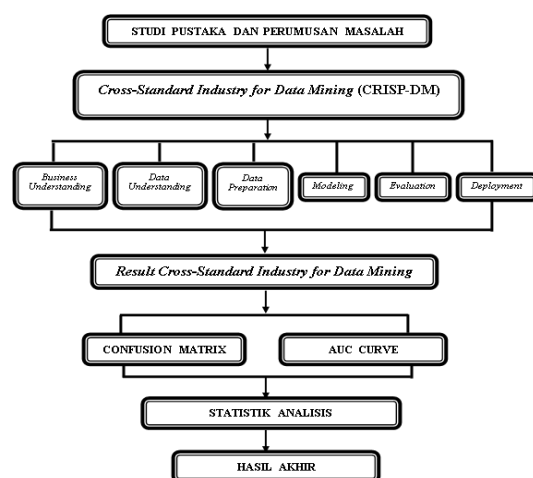 STUDI PUSTAKA DAN PERUMUSAN MASALAH
Cross-Standard Industry for Data Mining (CRISP-DM)
Business
Understanding
Data
Understanding
Data
Preparation
Modeling
Evaluation
Deployment
Result Cross-Standard Industry for Data Mining
CONFUSION MATRIX
AUC CURVE
STATISTIK ANALISIS
HASIL AKHIR